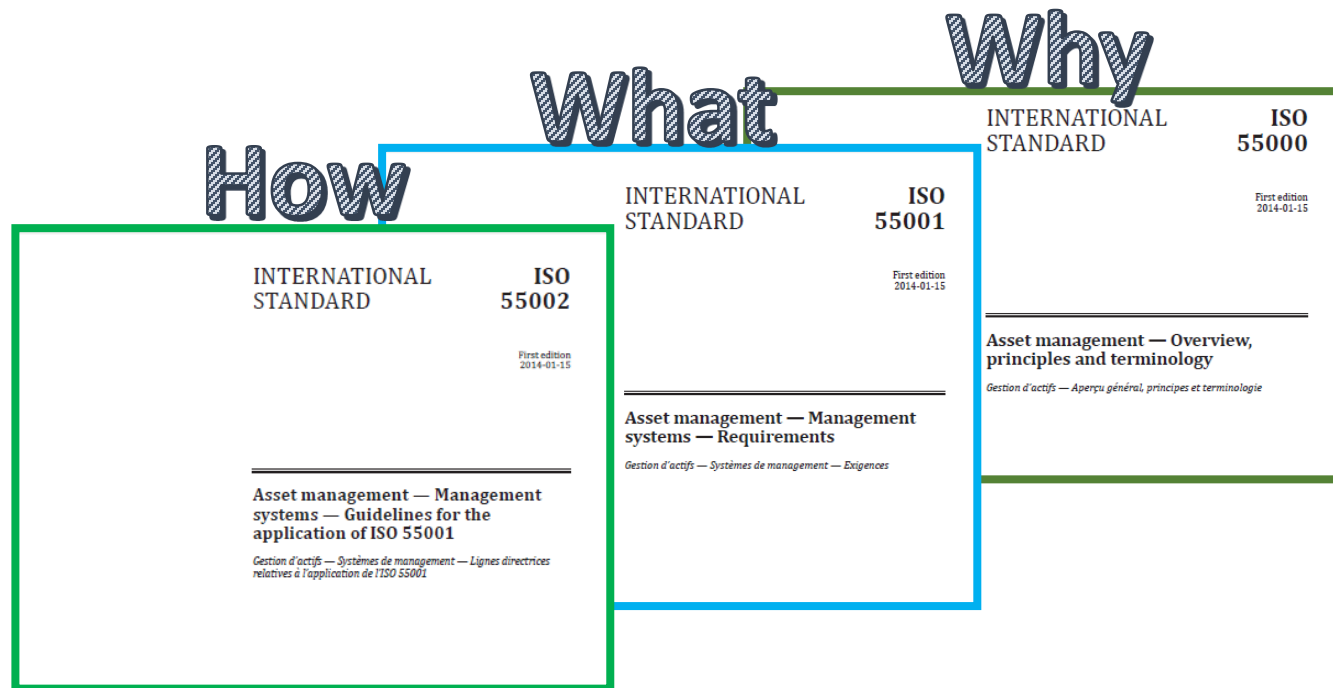 Why
INTERNATIONAL STANDARD
ISO 55000
First edition
2014-01-15
Asset management — Overview,
principles and terminology
Gestion d'actifs — Aperçu général, principes et terminologie
What
INTERNATIONAL STANDARD
ISO 55001
First edition
2014-01-15
Asset management — Management
systems — Requirements
Gestion d'actifs — Systèmes de management — Exigences
How
INTERNATIONAL STANDARD
ISO 55002
First edition
2014-01-15
Asset management — Management
systems — Guidelines for the
application of ISO 55001
Gestion d'actifs — Systèmes de management — Lignes directrices
relatives à l'application de l'ISO 55001